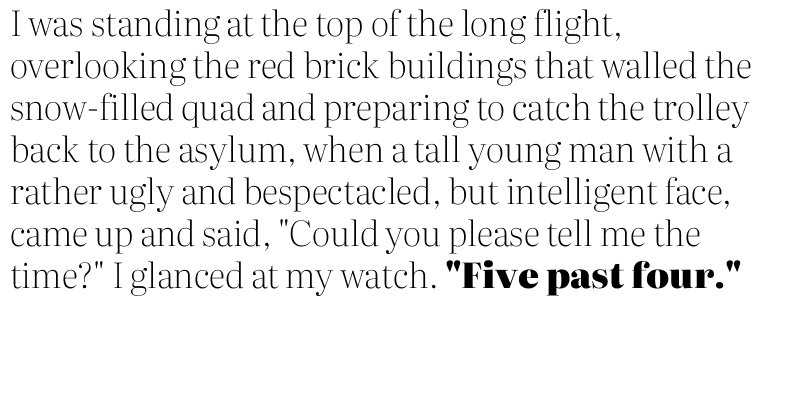 I was standing at the top of the long flight,
overlooking the red brick buildings that walled the
snow-filled quad and preparing to catch the trolley
back to the asylum, when a tall young man with a
rather ugly and bespectacled, but intelligent face,
came up and said, "Could you please tell me the
time?" I glanced at my watch. "Five past four."